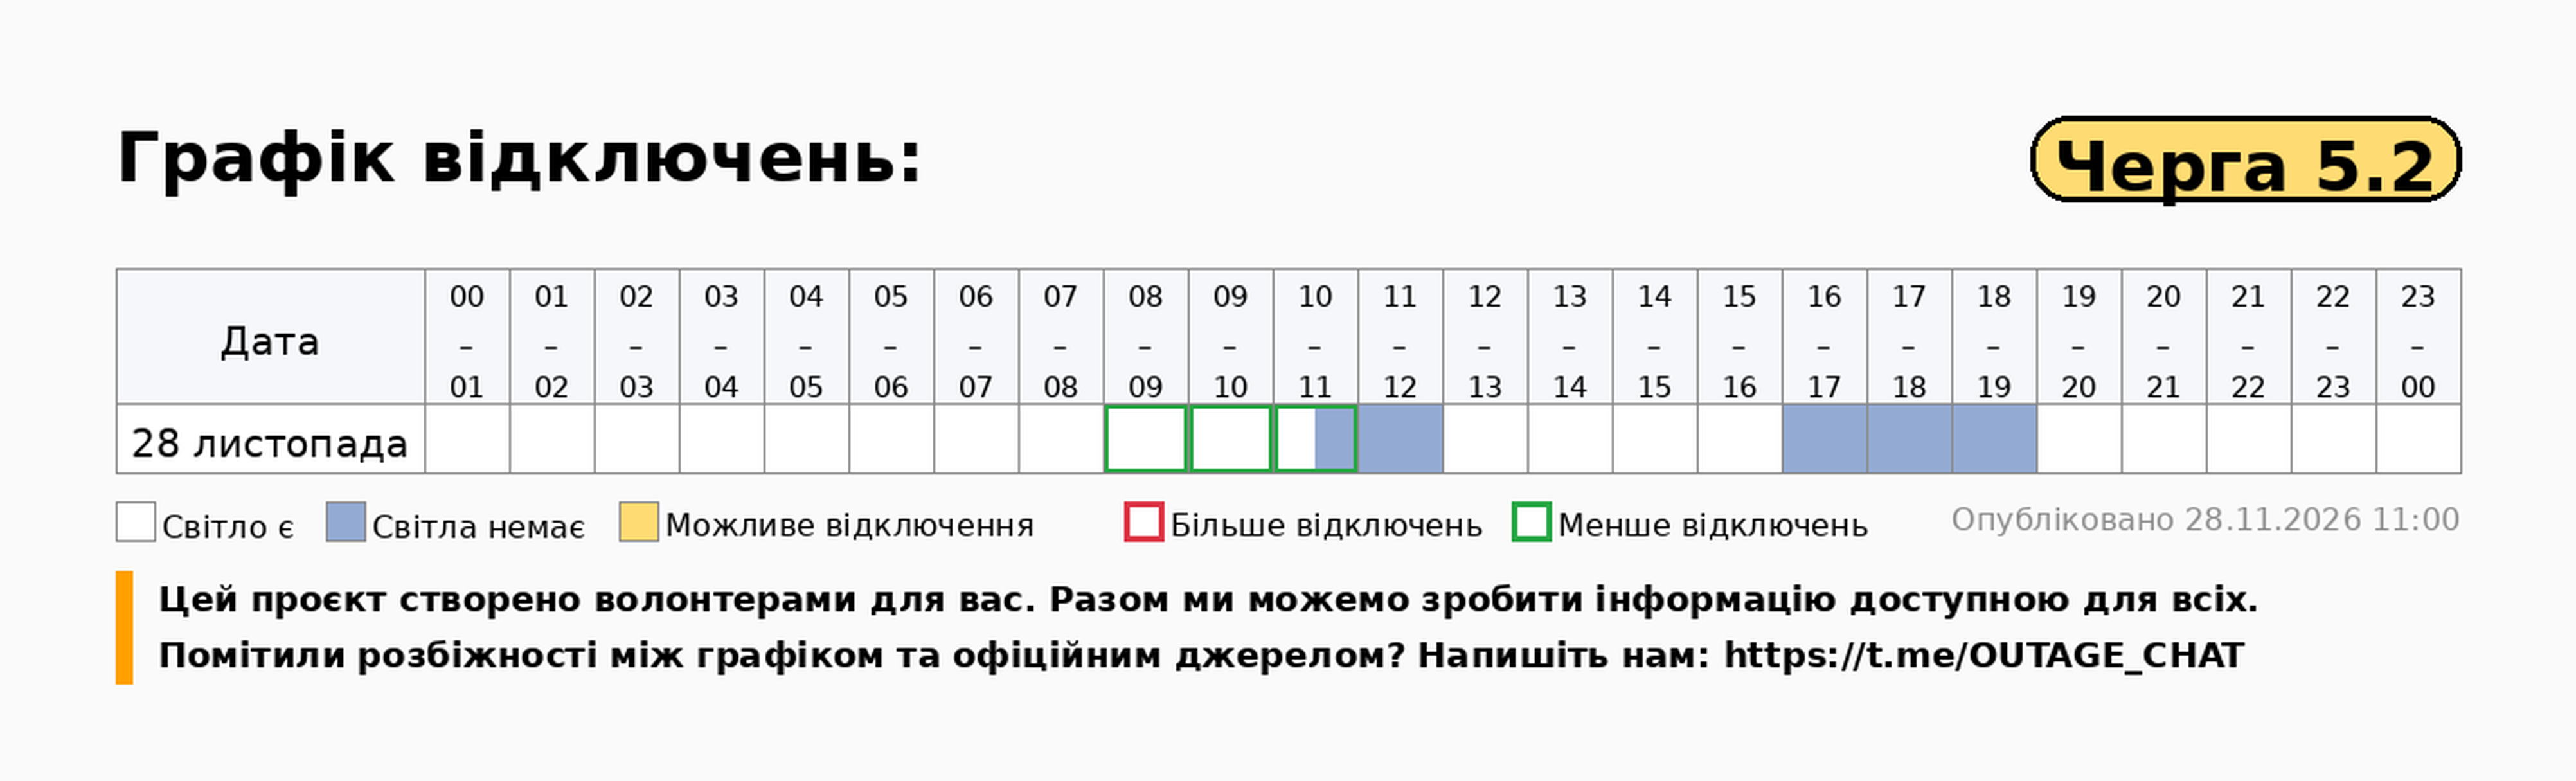 Графік відключень:
Черга 5.2
Дата
00 – 01
01 – 02
02 – 03
03 – 04
04 – 05
05 – 06
06 – 07
07 – 08
08 – 09
09 – 10
10 – 11
11 – 12
12 – 13
13 – 14
14 – 15
15 – 16
16 – 17
17 – 18
18 – 19
19 – 20
20 – 21
21 – 22
22 – 23
23 – 00
28 листопада
Світло є
Світла немає
Можливе відключення
Більше відключень
Менше відключень
Опубліковано 28.11.2026 11:00
Цей проєкт створено волонтерами для вас. Разом ми можемо зробити інформацію доступною для всіх.
Помітили розбіжності між графіком та офіційним джерелом? Напишіть нам: https://t.me/OUTAGE_CHAT